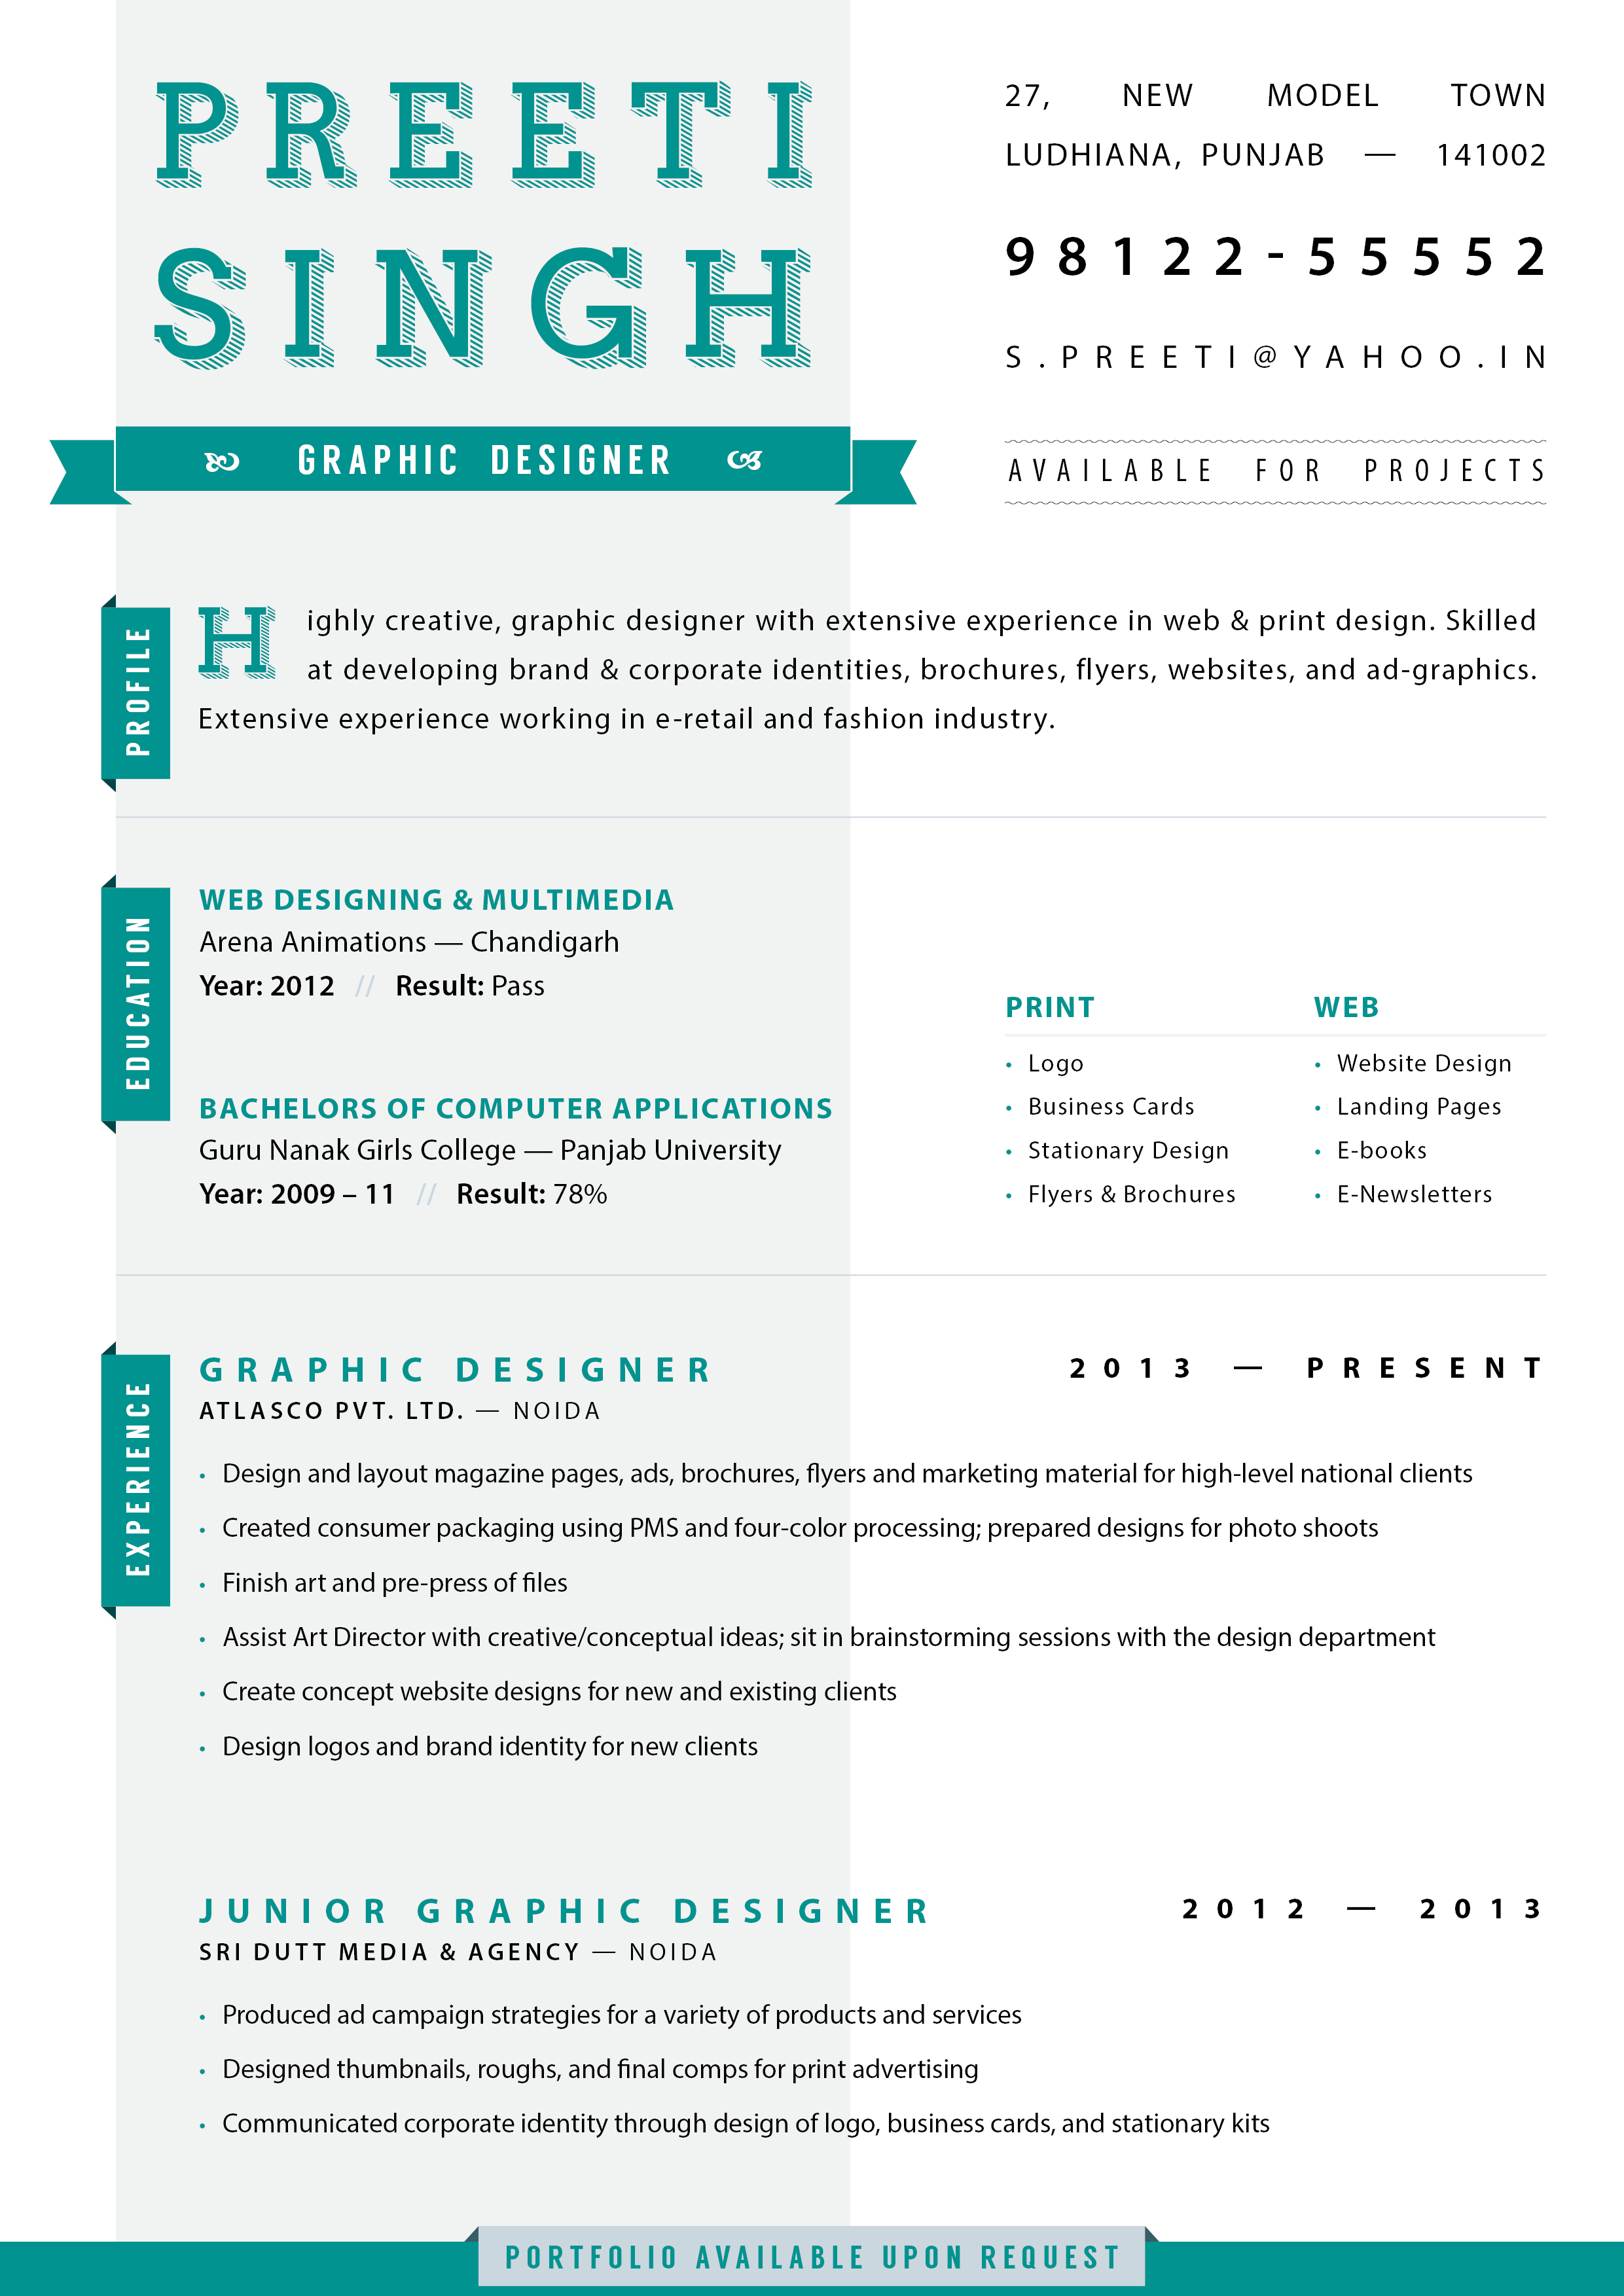 PREETI
SINGH
GRAPHIC DESIGNER
27, NEW MODEL TOWN
LUDHIANA, PUNJAB — 141002
98122-55552
S.PREETI@YAHOO.IN
AVAILABLE FOR PROJECTS
PROFILE
Highly creative, graphic designer with extensive experience in web & print design. Skilled
at developing brand & corporate identities, brochures, flyers, websites, and ad-graphics.
Extensive experience working in e-retail and fashion industry.
EDUCATION
WEB DESIGNING & MULTIMEDIA
Arena Animations — Chandigarh
Year: 2012 // Result: Pass
BACHELORS OF COMPUTER APPLICATIONS
Guru Nanak Girls College — Panjab University
Year: 2009 – 11 // Result: 78%
PRINT
• Logo
• Business Cards
• Stationary Design
• Flyers & Brochures
WEB
• Website Design
• Landing Pages
• E-books
• E-Newsletters
EXPERIENCE
GRAPHIC DESIGNER
2013 — PRESENT
ATLASCO PVT. LTD. — NOIDA
• Design and layout magazine pages, ads, brochures, flyers and marketing material for high-level national clients
• Created consumer packaging using PMS and four-color processing; prepared designs for photo shoots
• Finish art and pre-press of files
• Assist Art Director with creative/conceptual ideas; sit in brainstorming sessions with the design department
• Create concept website designs for new and existing clients
• Design logos and brand identity for new clients
JUNIOR GRAPHIC DESIGNER
2012 — 2013
SRI DUTT MEDIA & AGENCY — NOIDA
• Produced ad campaign strategies for a variety of products and services
• Designed thumbnails, roughs, and final comps for print advertising
• Communicated corporate identity through design of logo, business cards, and stationary kits
PORTFOLIO AVAILABLE UPON REQUEST